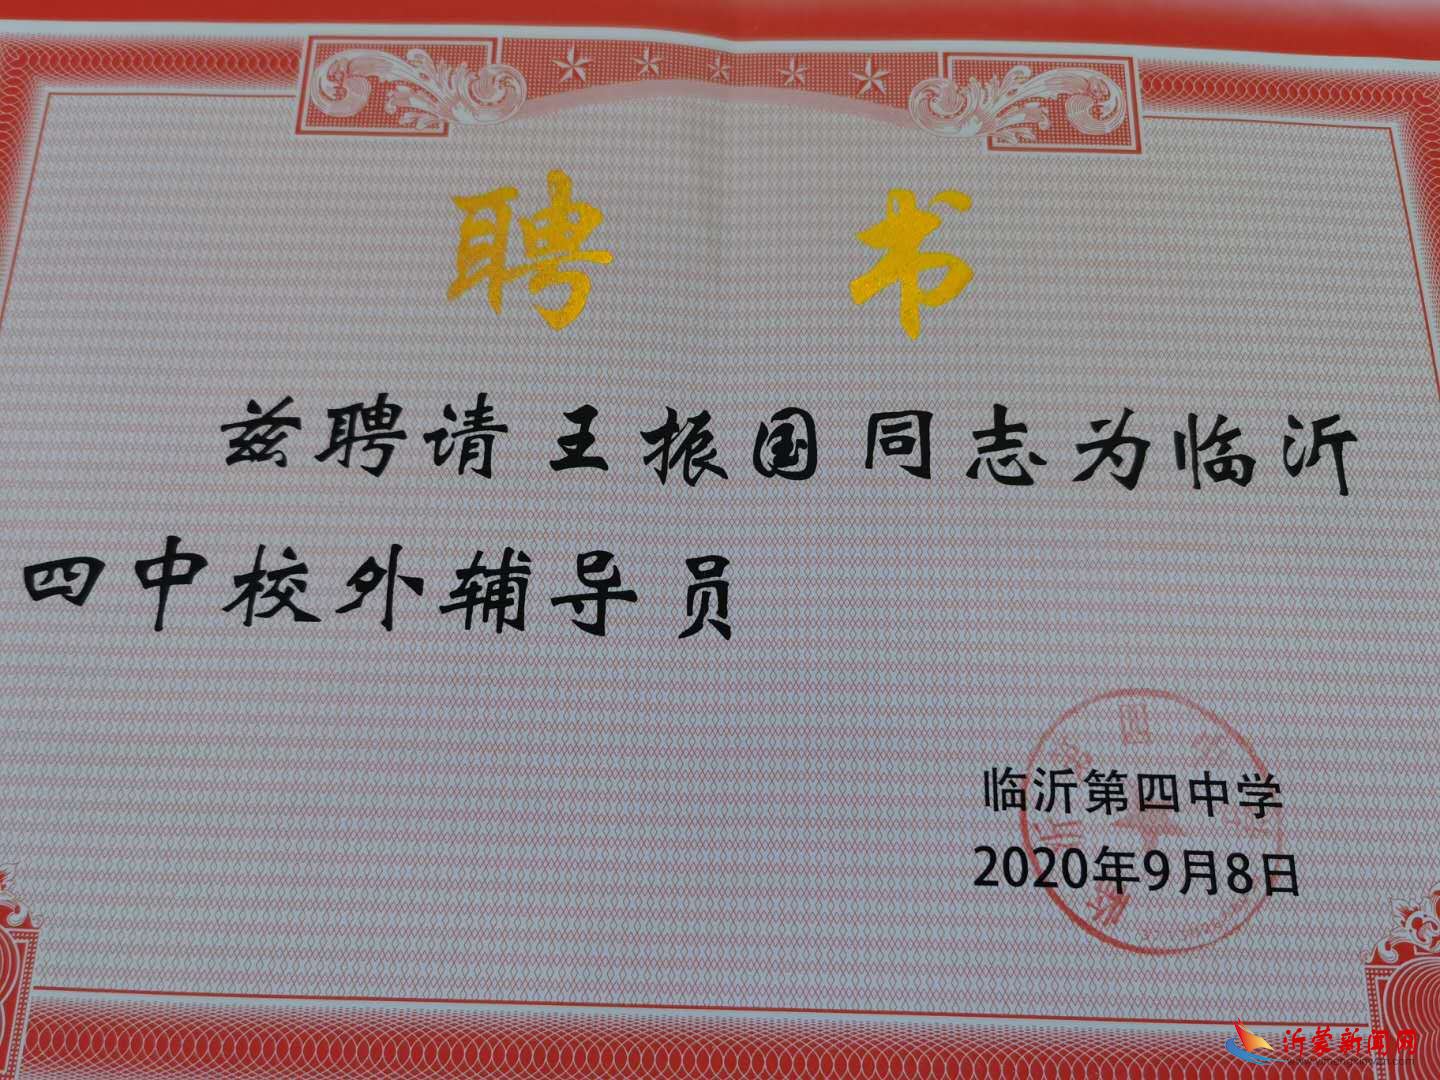 聘书
兹聘请王振国同志为临沂
四中校外辅导员
临沂第四中学
2020年9月8日
沂蒙新闻网